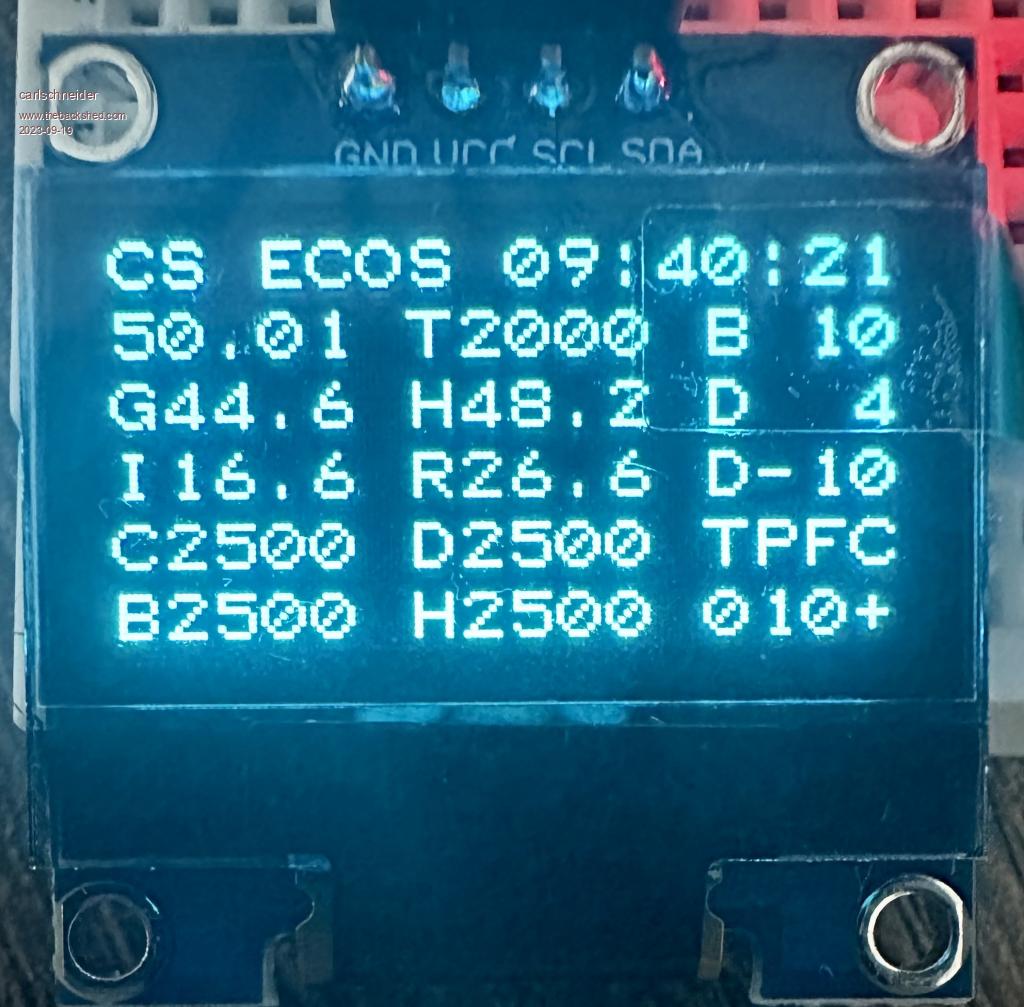 carlschneider
www.thebackshed.com
2023-09-19
GND VCC SCL SDA
CS ECOS 09:40:21
50.01 T2000 B 10
G44.6 H48.2 D 4
I16.6 R26.6 D-10
C2500 D2500 TPFC
B2500 H2500 010+